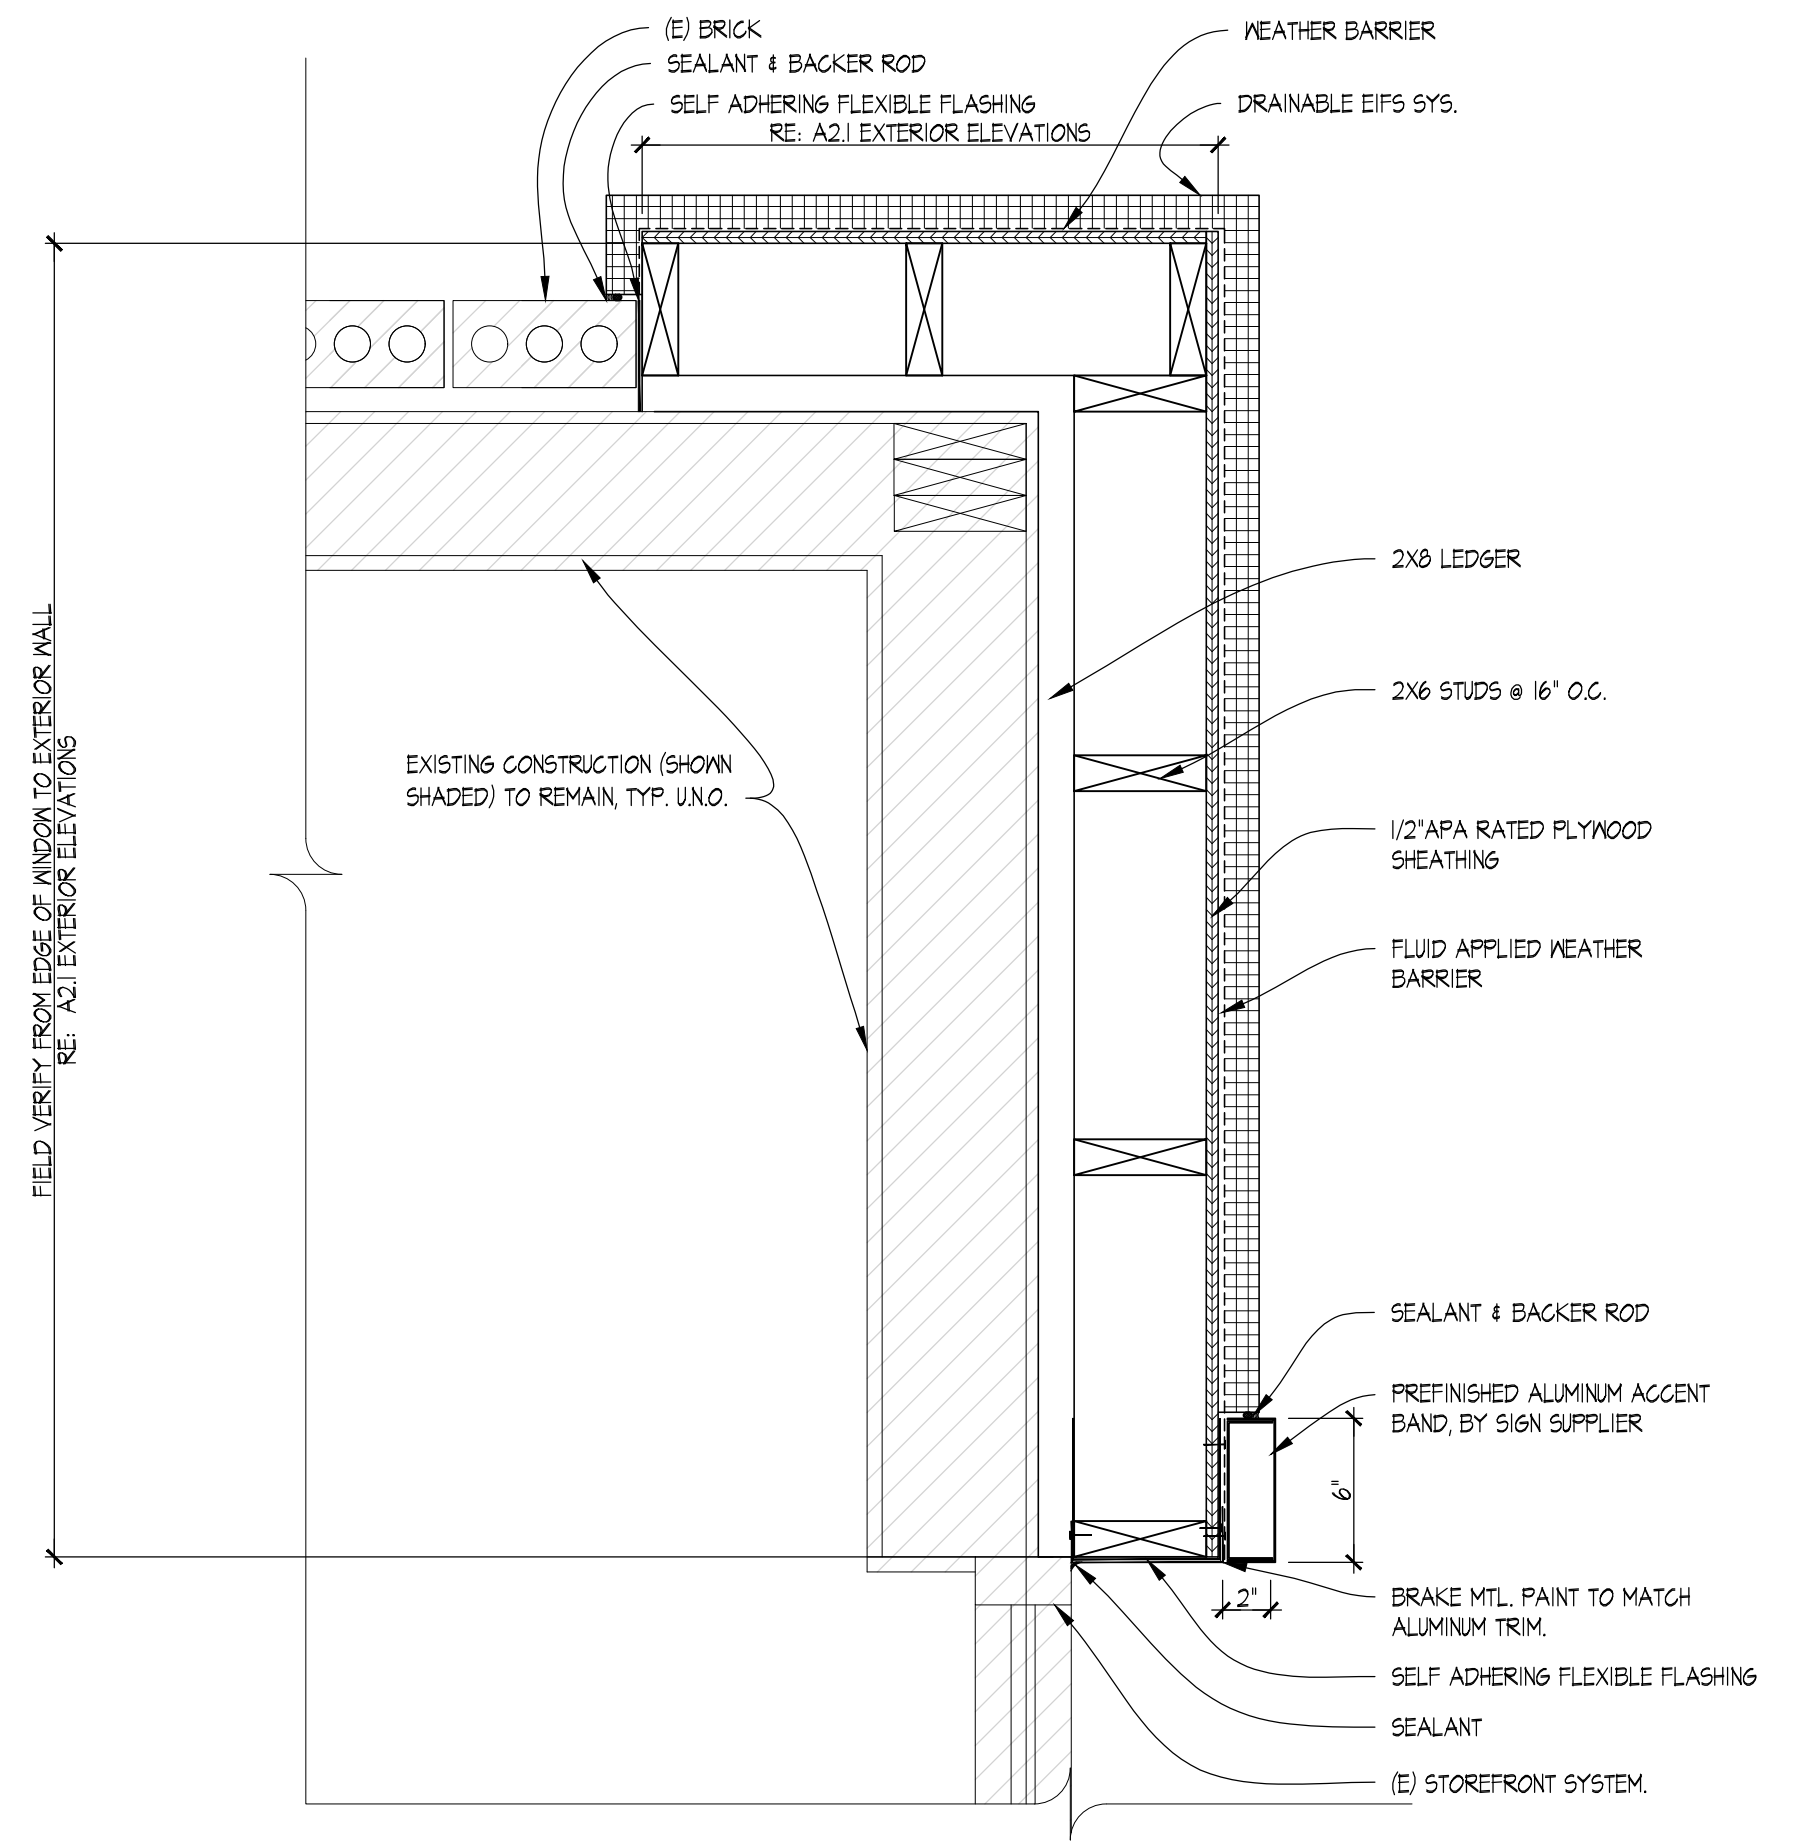 (E) BRICK
SEALANT & BACKER ROD
SELF ADHERING FLEXIBLE FLASHING
RE: A2.1 EXTERIOR ELEVATIONS
WEATHER BARRIER
DRAINABLE EIFS SYS.
FIELD VERIFY FROM EDGE OF WINDOW TO EXTERIOR WALL
RE: A2.1 EXTERIOR ELEVATIONS
EXISTING CONSTRUCTION (SHOWN
SHADED) TO REMAIN, TYP. U.N.O.
2X8 LEDGER
2X6 STUDS @ 16" O.C.
1/2"APA RATED PLYWOOD
SHEATHING
FLUID APPLIED WEATHER
BARRIER
SEALANT & BACKER ROD
PREFINISHED ALUMINUM ACCENT
BAND, BY SIGN SUPPLIER
6"
2"
BRAKE MTL. PAINT TO MATCH
ALUMINUM TRIM.
SELF ADHERING FLEXIBLE FLASHING
SEALANT
(E) STOREFRONT SYSTEM.